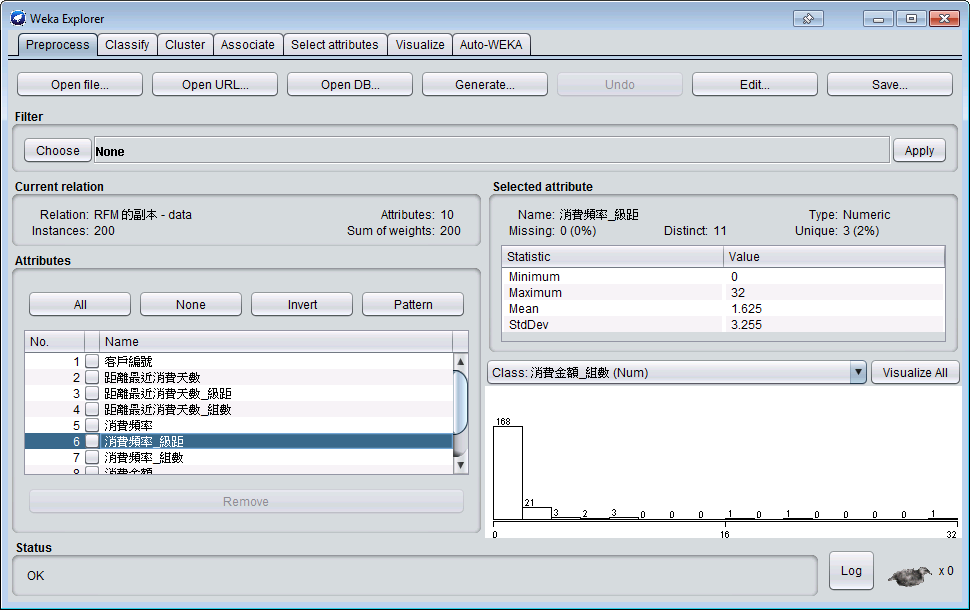 Weka Explorer
Preprocess Classify Cluster Associate Select attributes Visualize Auto-WEKA
Open file... Open URL... Open DB... Generate... Undo Edit... Save...
Filter
Choose None Apply
Current relation
Relation: RFM的副本 - data Attributes: 10
Instances: 200 Sum of weights: 200
Attributes
All None Invert Pattern
No. Name
1 客戶編號
2 距離最近消費天數
3 距離最近消費天數_級距
4 距離最近消費天數_組數
5 消費頻率
6 消費頻率_級距
7 消費頻率_組數
8 消費金額
Remove
Selected attribute
Name: 消費頻率_級距 Type: Numeric
Missing: 0 (0%) Distinct: 11 Unique: 3 (2%)
Statistic Value
Minimum 0
Maximum 32
Mean 1.625
StdDev 3.255
Class: 消費金額_組數 (Num) Visualize All
168
21 3 2 3 0 0 0 1 0 1 0 0 0 0 1
0 16 32
Status
OK
Log x 0